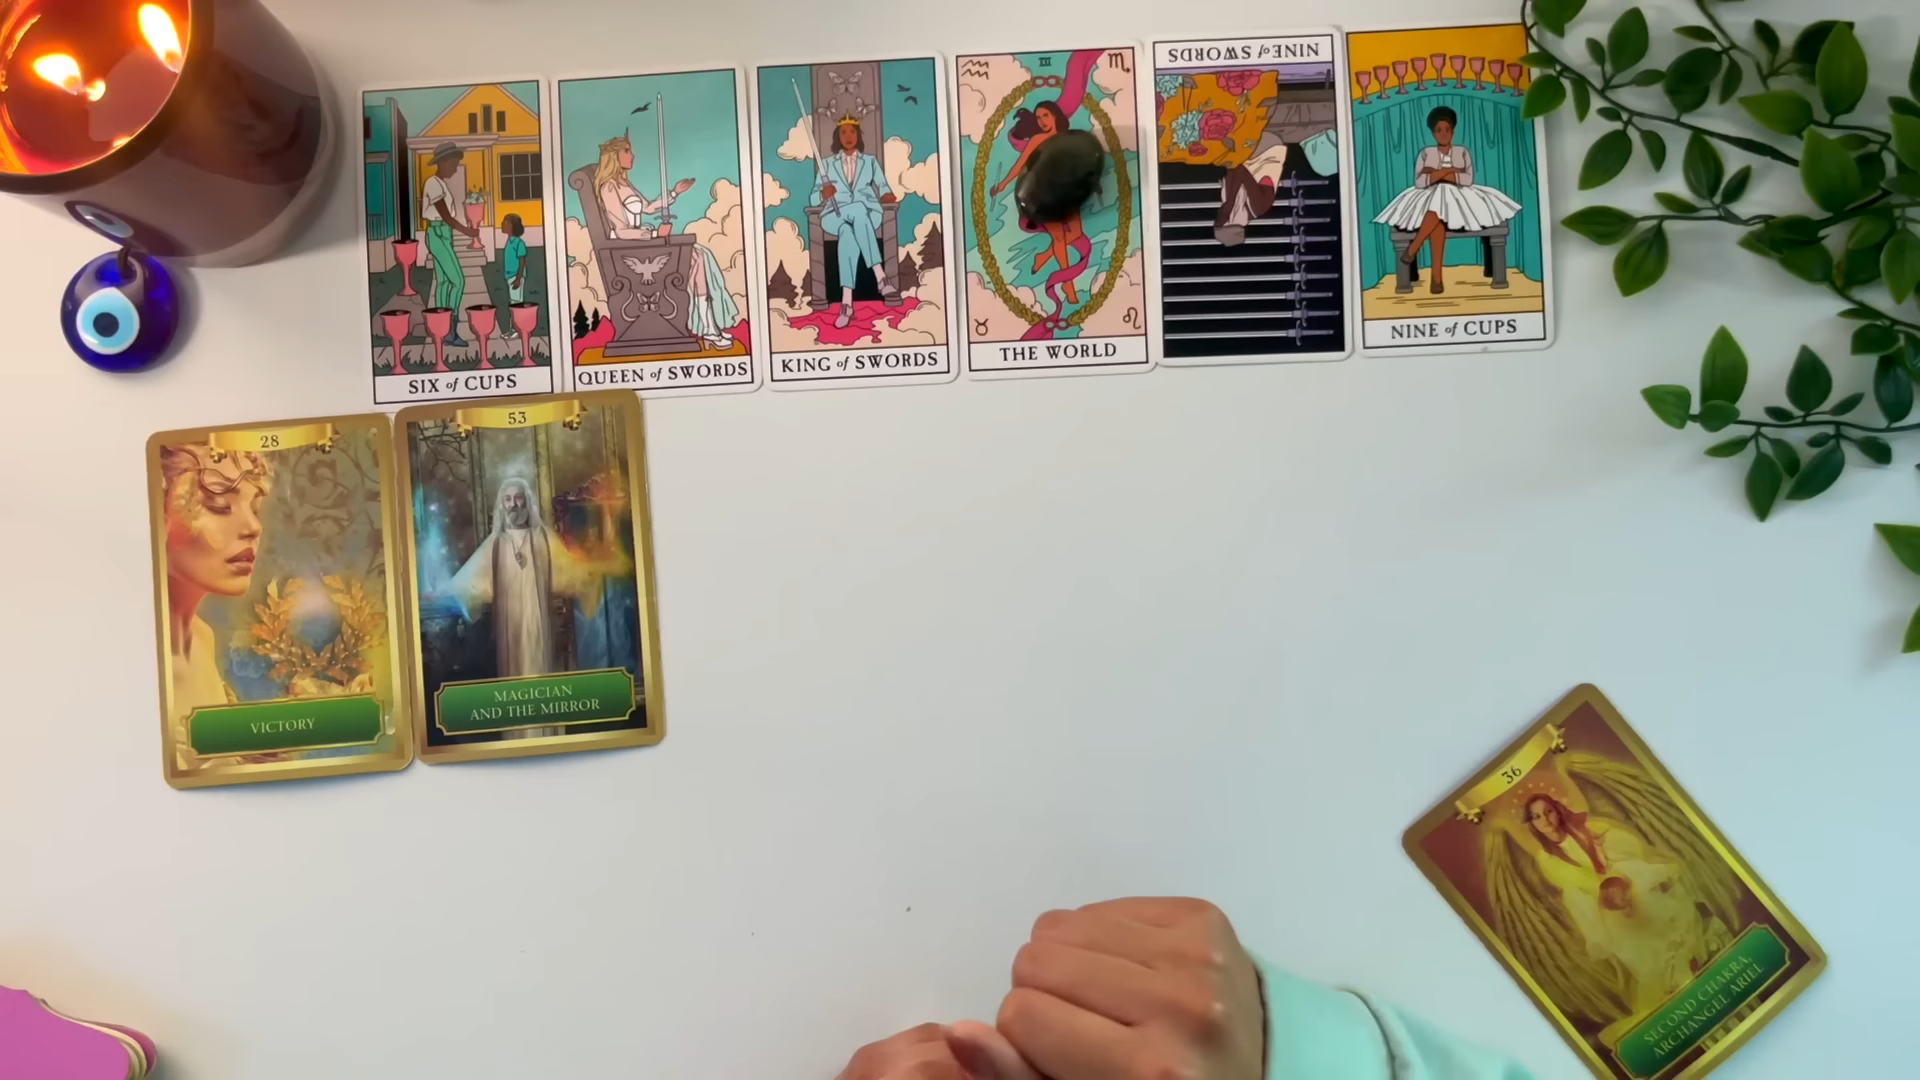 SIX of CUPS
QUEEN of SWORDS
KING of SWORDS
III
THE WORLD
NINE of SWORDS
NINE of CUPS
28
VICTORY
53
MAGICIAN
AND THE MIRROR
36
SECOND CHAKRA,
ARCHANGEL ARIEL